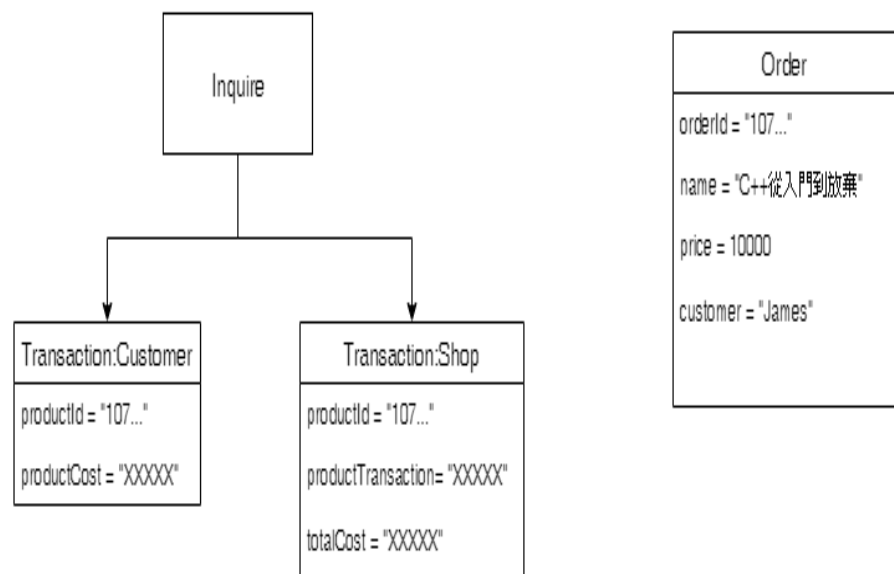 Inquire
Transaction:Customer
productId = "107..."
productCost = "XXXXX"
Transaction:Shop
productId = "107..."
productTransaction= "XXXXX"
totalCost = "XXXXX"
Order
orderId = "107..."
name = "C++從入門到放棄"
price = 10000
customer = "James"